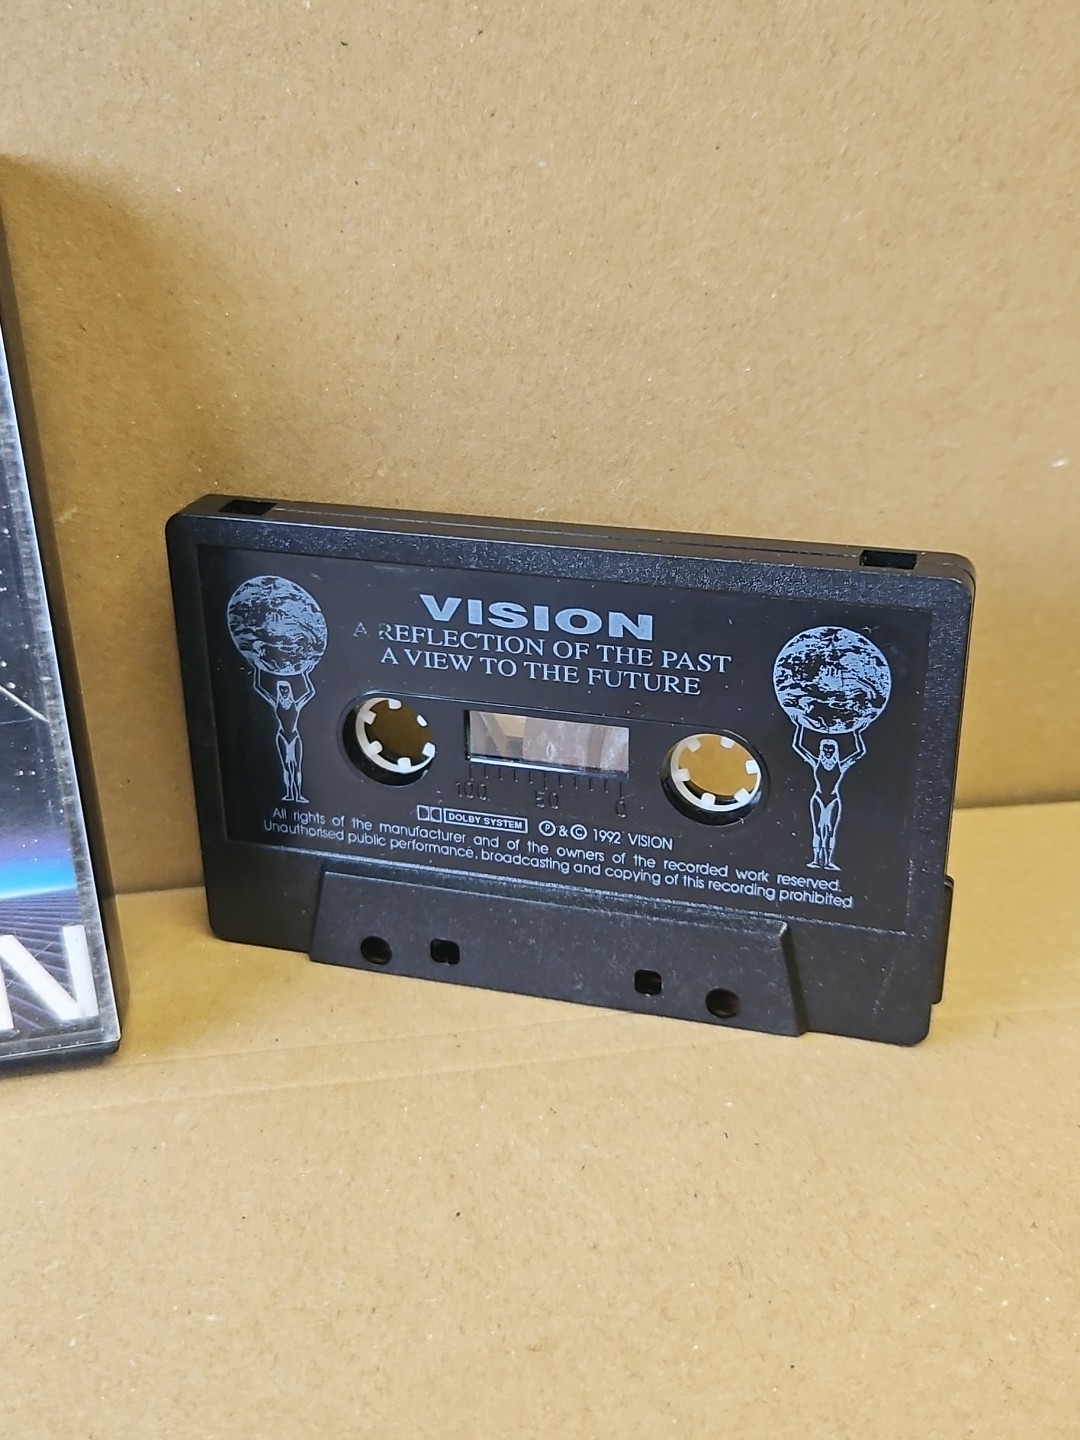 VISION
A REFLECTION OF THE PAST
A VIEW TO THE FUTURE
100 50 0
DOLBY SYSTEM Ⓟ & © 1992 VISION
All rights of the manufacturer and of the owners of the recorded work reserved.
Unauthorised public performance, broadcasting and copying of this recording prohibited
N